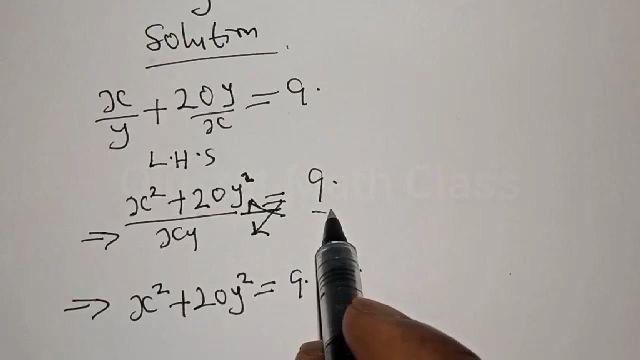 Solution
x/y + 20y/x = 9.
L.H.S
⇒ x² + 20y² / xy = 9.
⇒ x² + 20y² = 9.